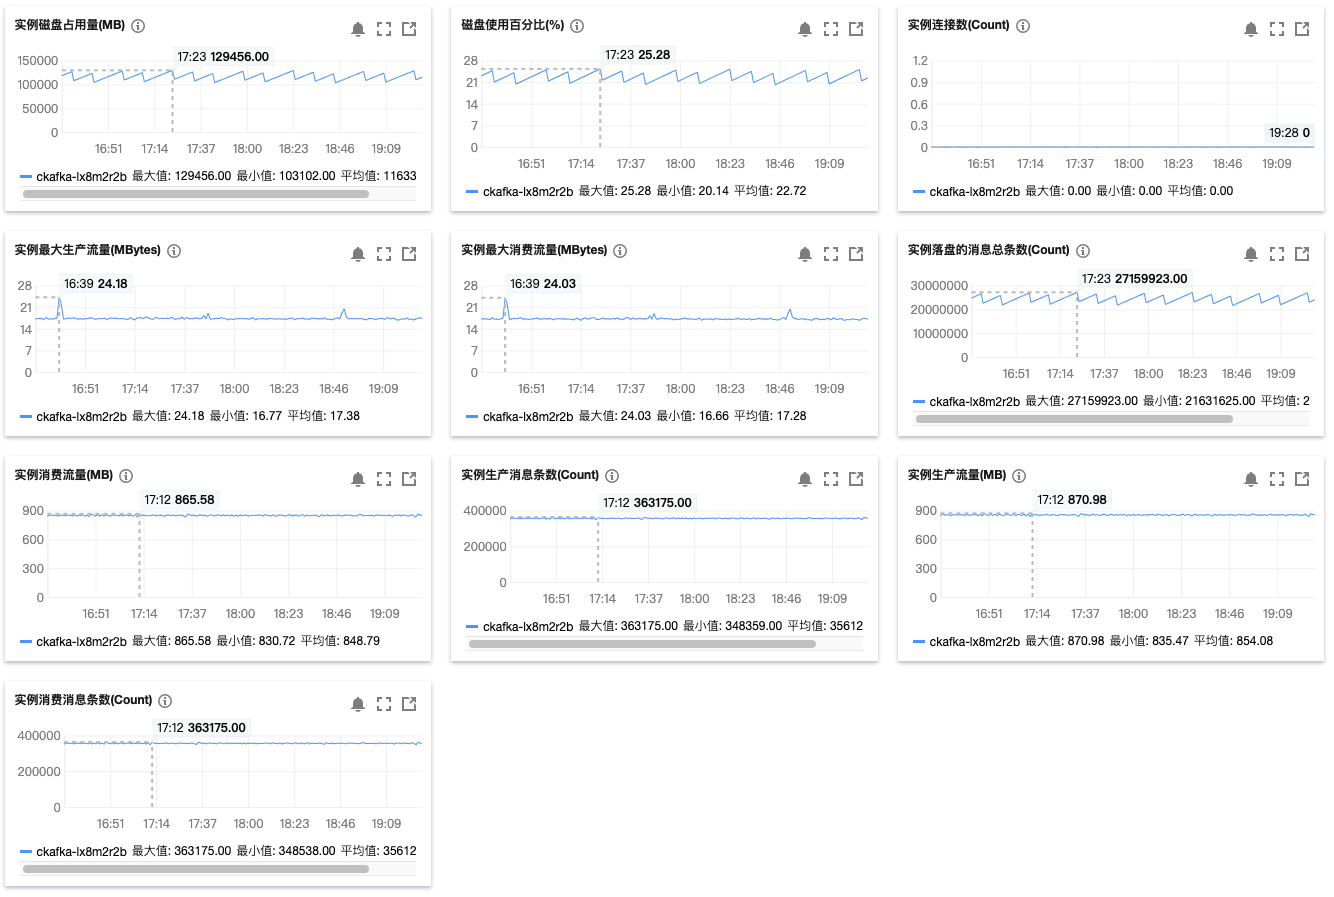 实例磁盘占用量(MB)
17:23 129456.00
150000
100000
50000
0
16:51 17:14 17:37 18:00 18:23 18:46 19:09
ckafka-lx8m2r2b 最大值: 129456.00 最小值: 103102.00 平均值: 11633
磁盘使用百分比(%)
17:23 25.28
28
21
14
7
0
16:51 17:14 17:37 18:00 18:23 18:46 19:09
ckafka-lx8m2r2b 最大值: 25.28 最小值: 20.14 平均值: 22.72
实例连接数(Count)
1.2
0.9
0.6
0.3
0
19:28 0
16:51 17:14 17:37 18:00 18:23 18:46 19:09
ckafka-lx8m2r2b 最大值: 0.00 最小值: 0.00 平均值: 0.00
实例最大生产流量(MBytes)
16:39 24.18
28
21
14
7
0
16:51 17:14 17:37 18:00 18:23 18:46 19:09
ckafka-lx8m2r2b 最大值: 24.18 最小值: 16.77 平均值: 17.38
实例最大消费流量(MBytes)
16:39 24.03
28
21
14
7
0
16:51 17:14 17:37 18:00 18:23 18:46 19:09
ckafka-lx8m2r2b 最大值: 24.03 最小值: 16.66 平均值: 17.28
实例落盘的消息总条数(Count)
17:23 27159923.00
30000000
20000000
10000000
0
16:51 17:14 17:37 18:00 18:23 18:46 19:09
ckafka-lx8m2r2b 最大值: 27159923.00 最小值: 21631625.00 平均值: 2
实例消费流量(MB)
17:12 865.58
900
600
300
0
16:51 17:14 17:37 18:00 18:23 18:46 19:09
ckafka-lx8m2r2b 最大值: 865.58 最小值: 830.72 平均值: 848.79
实例生产消息条数(Count)
17:12 363175.00
400000
200000
0
16:51 17:14 17:37 18:00 18:23 18:46 19:09
ckafka-lx8m2r2b 最大值: 363175.00 最小值: 348359.00 平均值: 35612
实例生产流量(MB)
17:12 870.98
900
600
300
0
16:51 17:14 17:37 18:00 18:23 18:46 19:09
ckafka-lx8m2r2b 最大值: 870.98 最小值: 835.47 平均值: 854.08
实例消费消息条数(Count)
17:12 363175.00
400000
200000
0
16:51 17:14 17:37 18:00 18:23 18:46 19:09
ckafka-lx8m2r2b 最大值: 363175.00 最小值: 348538.00 平均值: 35612